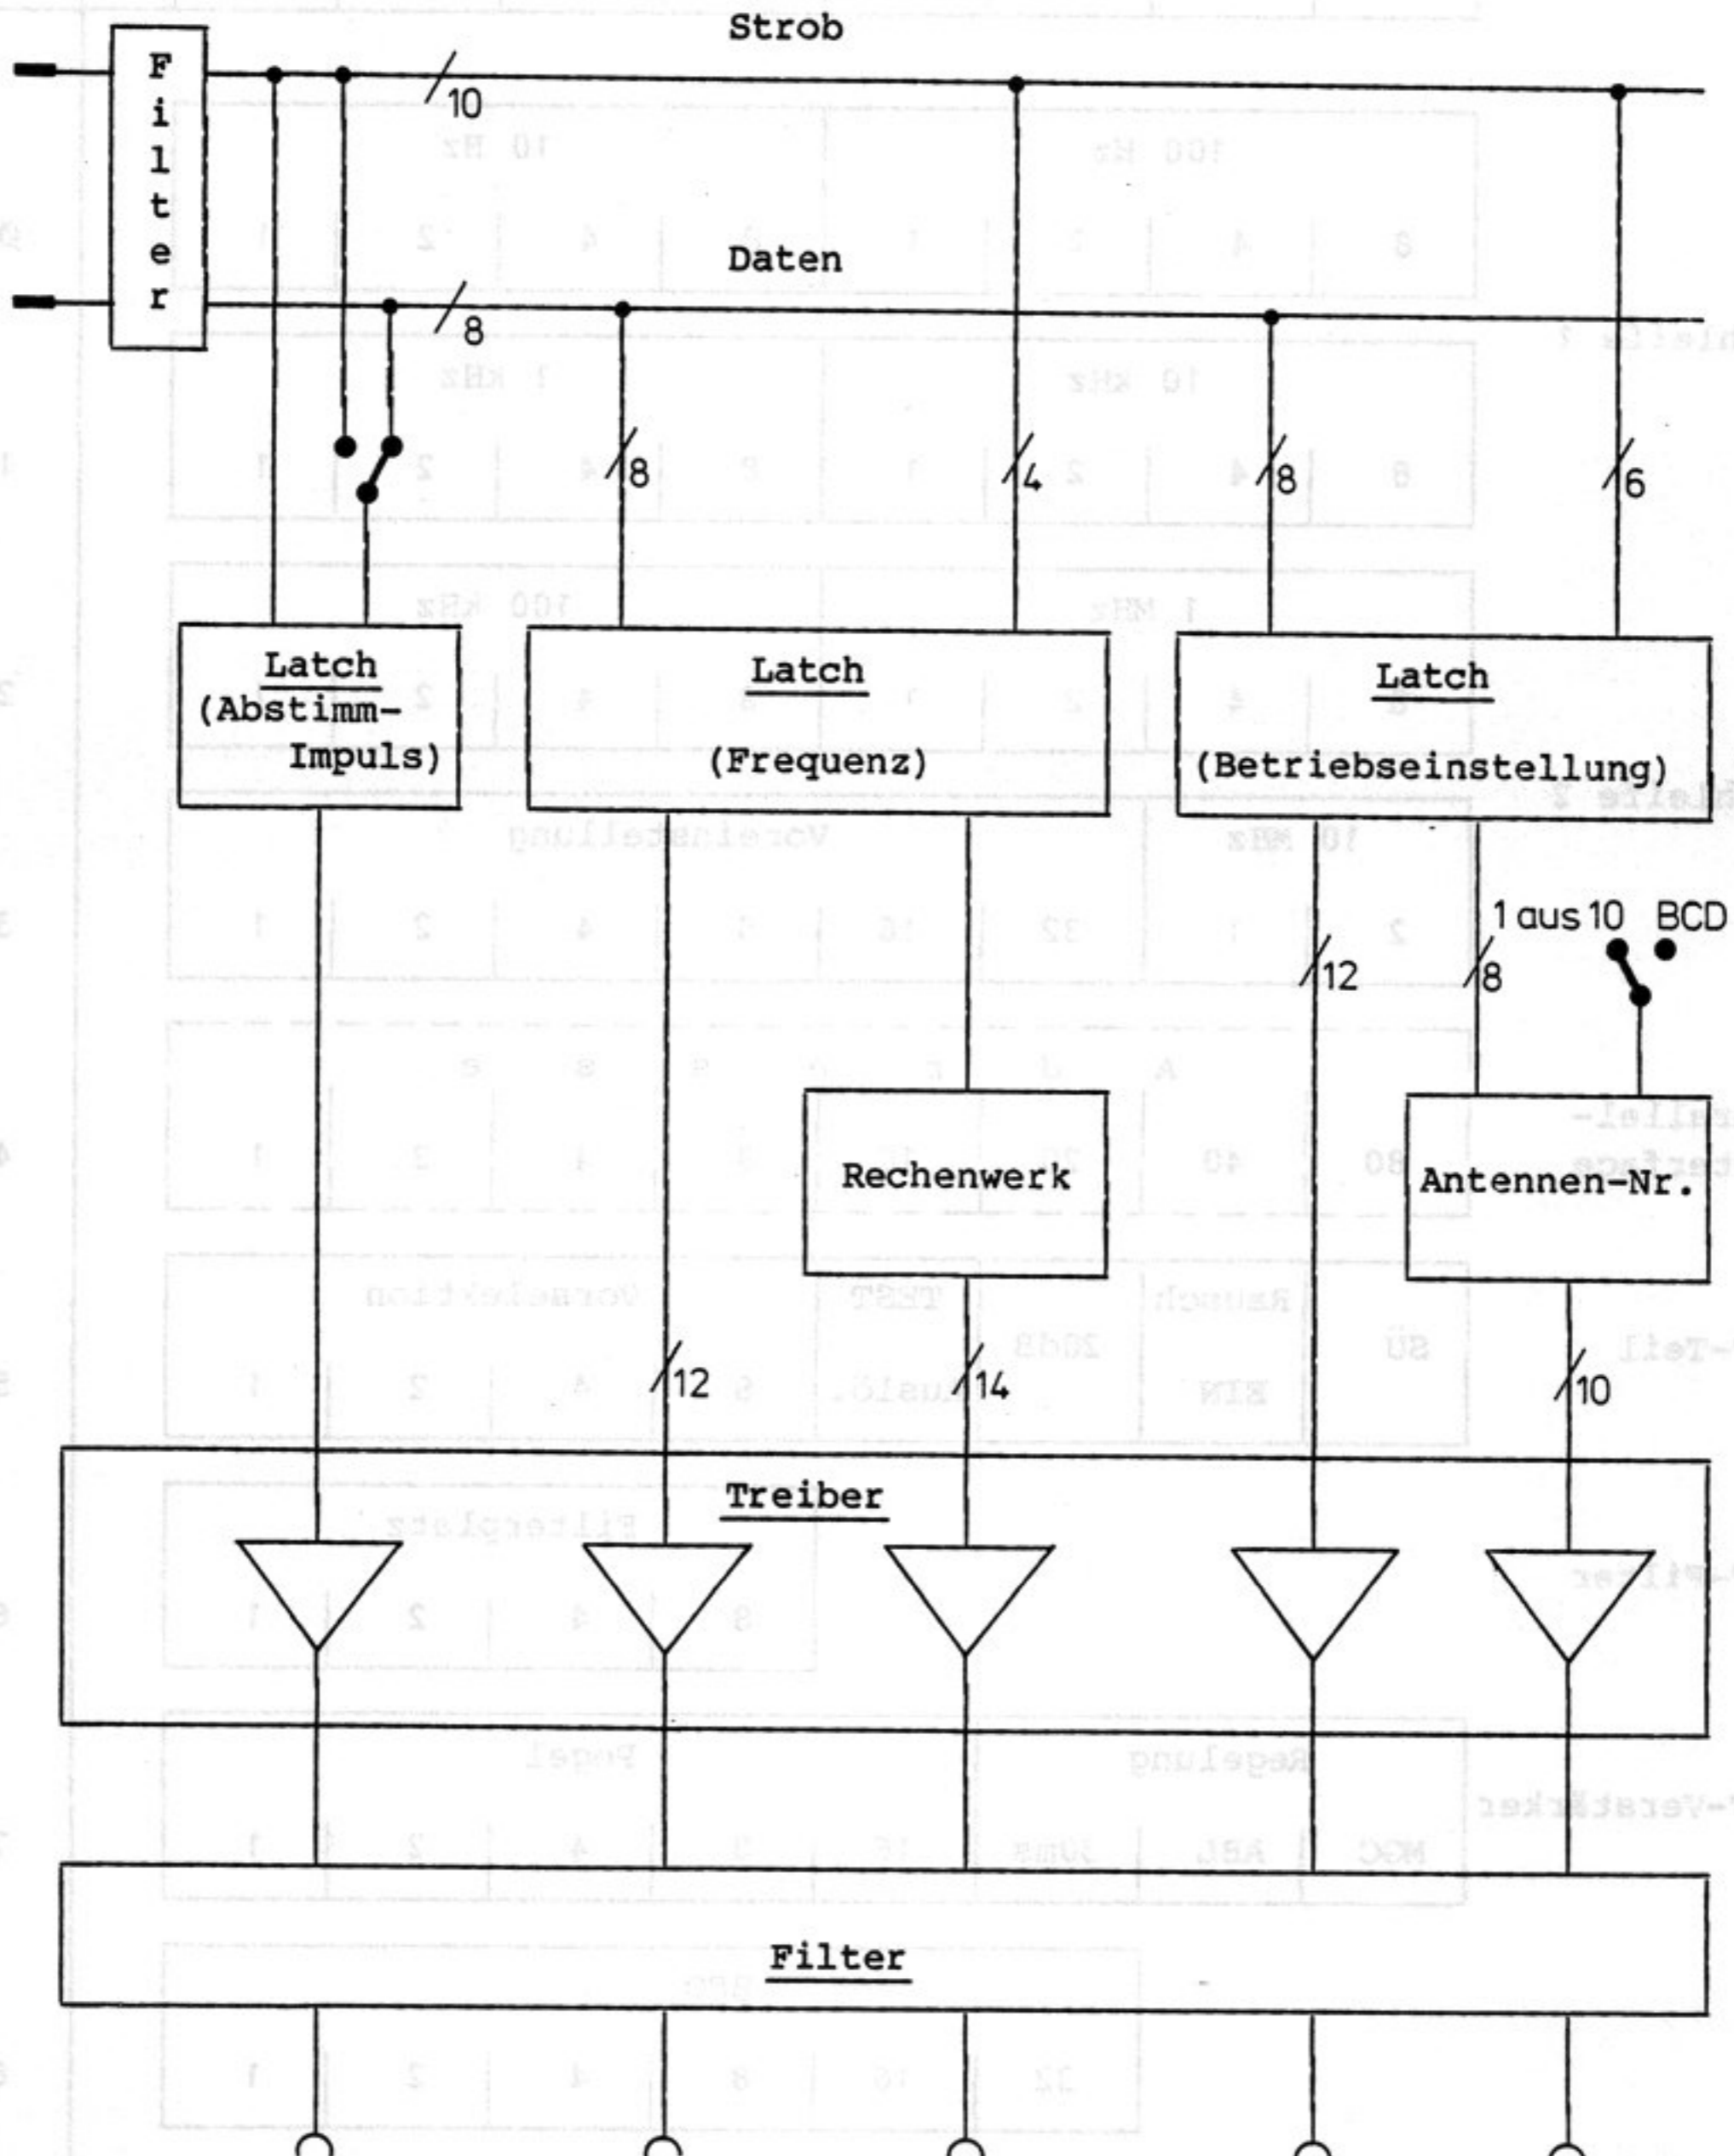 Strob
Filter
10
Daten
8
8
4
8
6
Latch
(Abstimm-
Impuls)
Latch
(Frequenz)
Latch
(Betriebseinstellung)
1 aus 10 BCD
12
8
Rechenwerk
Antennen-Nr.
12
14
10
Treiber
Filter